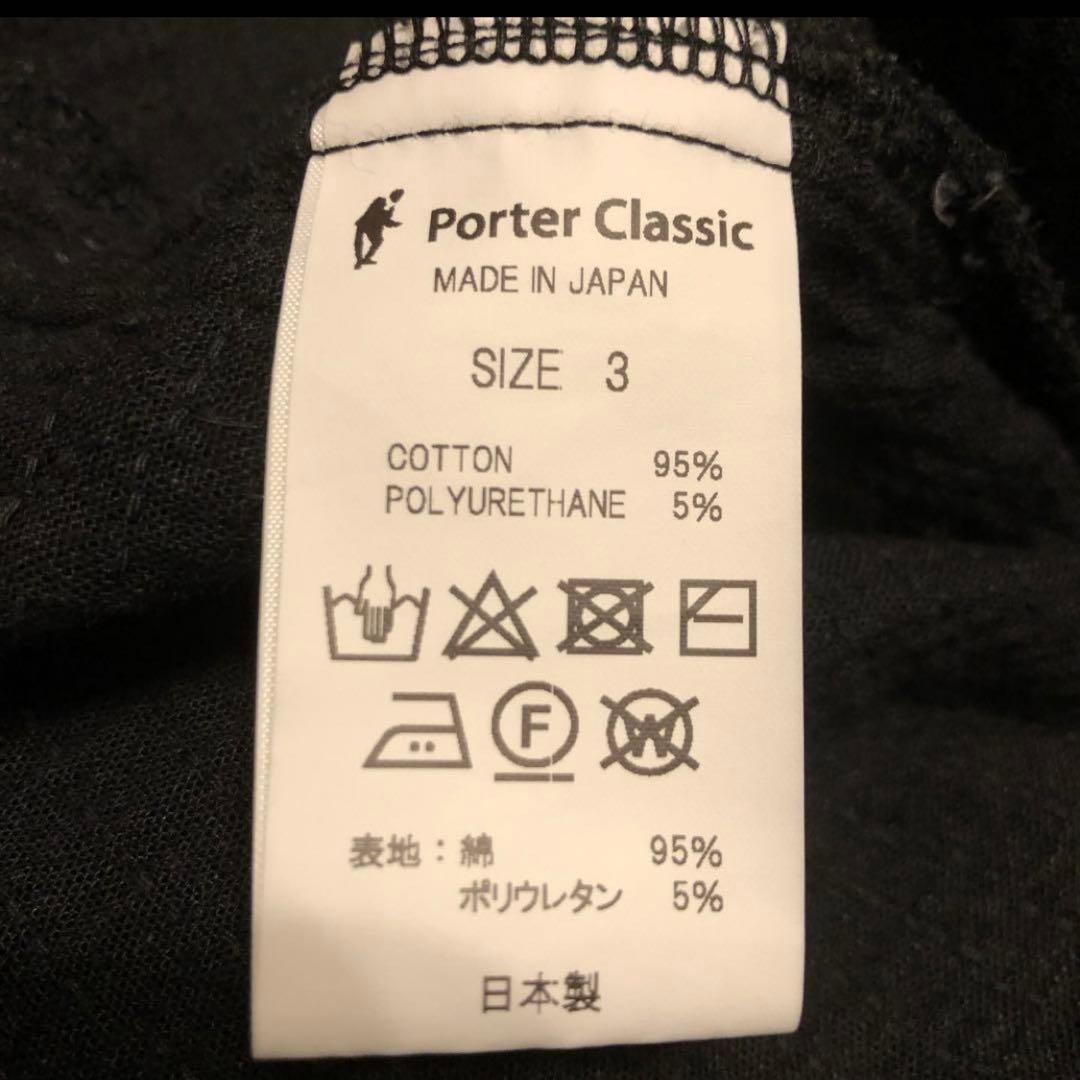 Porter Classic
MADE IN JAPAN
SIZE 3
COTTON 95%
POLYURETHANE 5%
F W
表地：綿 95%
ポリウレタン 5%
日本製